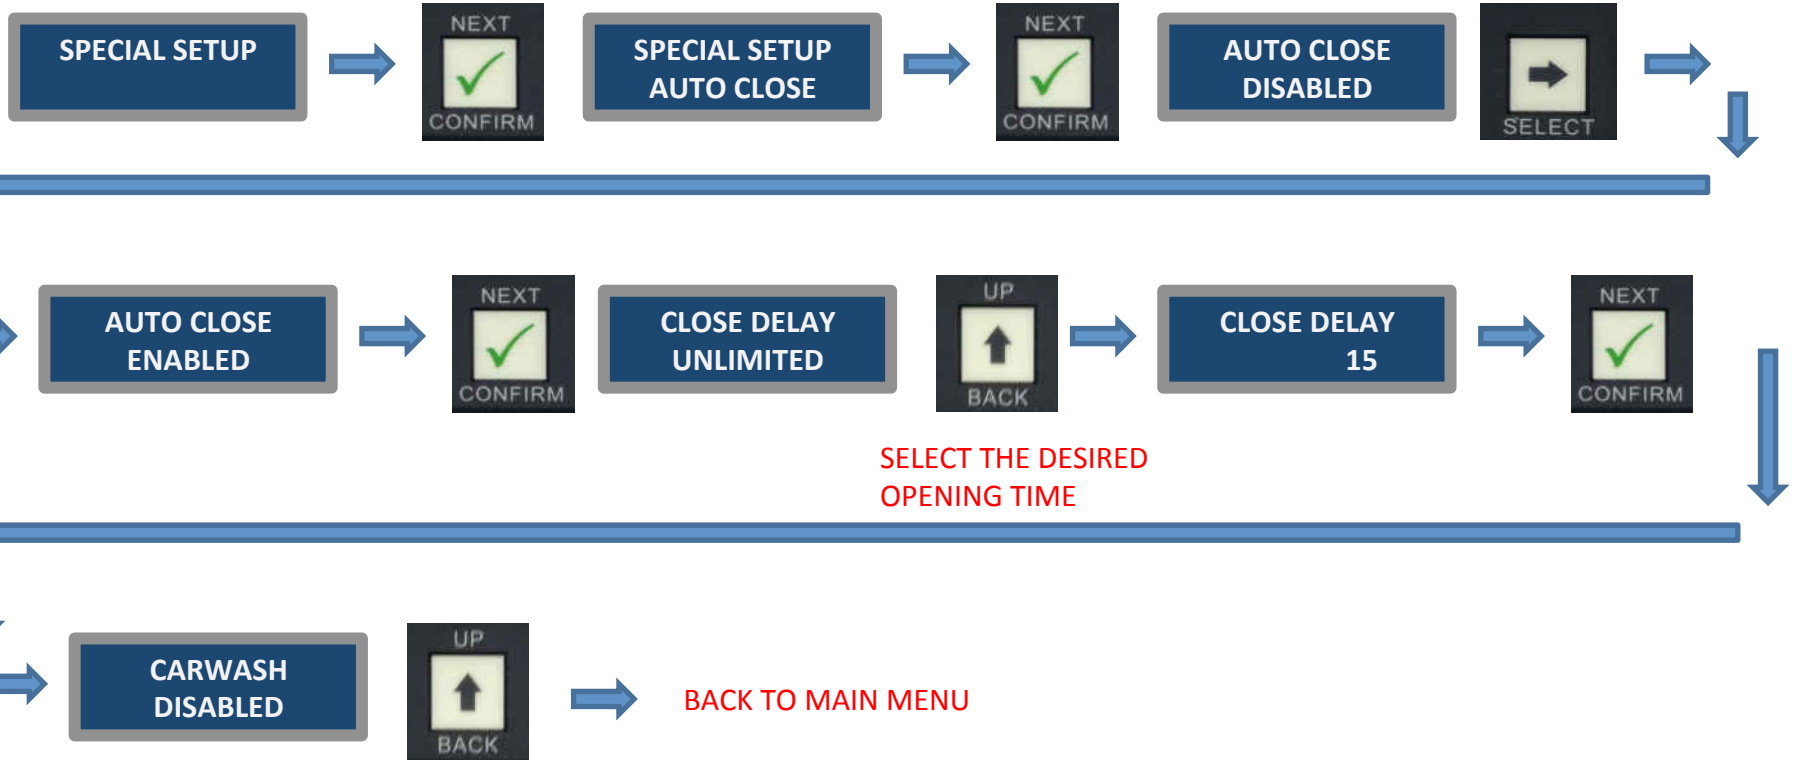 SPECIAL SETUP
NEXT
CONFIRM
SPECIAL SETUP
AUTO CLOSE
NEXT
CONFIRM
AUTO CLOSE
DISABLED
SELECT
AUTO CLOSE
ENABLED
NEXT
CONFIRM
CLOSE DELAY
UNLIMITED
UP
BACK
CLOSE DELAY
15
NEXT
CONFIRM
SELECT THE DESIRED
OPENING TIME
CARWASH
DISABLED
UP
BACK
BACK TO MAIN MENU